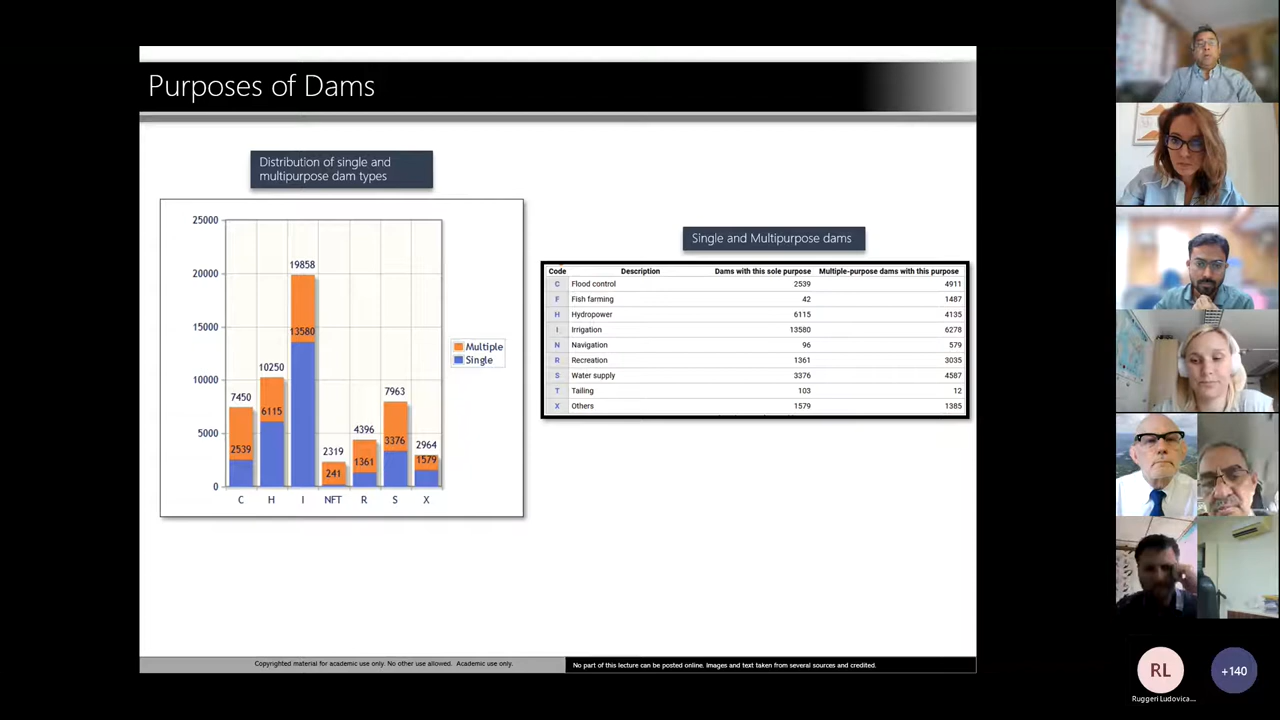 Purposes of Dams
Distribution of single and
multipurpose dam types
25000
20000
15000
10000
5000
0
7450
2539
10250
6115
19858
13580
2319
241
4396
1361
7963
3376
2964
1579
C H I NFT R S X
Multiple
Single
Single and Multipurpose dams
Code Description Dams with this sole purpose Multiple-purpose dams with this purpose
C Flood control 2539 4911
F Fish farming 42 1487
H Hydropower 6115 4135
I Irrigation 13580 6278
N Navigation 96 579
R Recreation 1361 3035
S Water supply 3376 4587
T Tailing 103 12
X Others 1579 1385
Copyrighted material for academic use only. No other use allowed. Academic use only.
No part of this lecture can be posted online. Images and text taken from several sources and credited.
RL
+140
Ruggeri Ludovica...